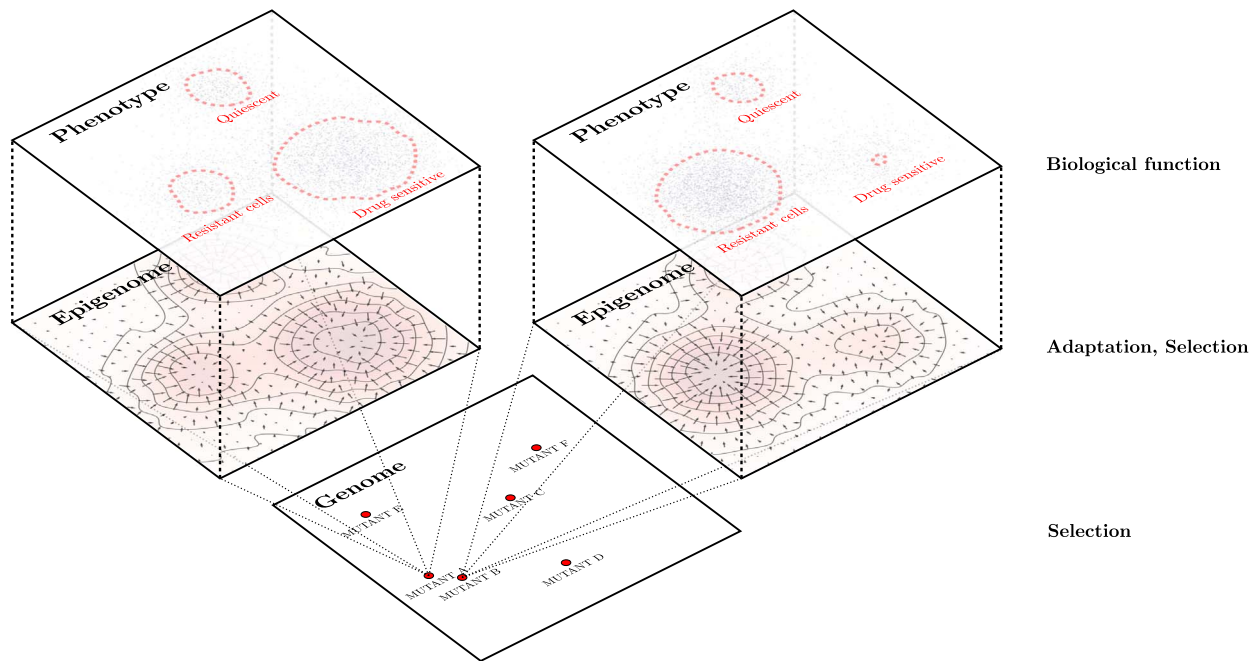 Phenotype
Quiescent
Resistant cells
Drug sensitive
Phenotype
Quiescent
Resistant cells
Drug sensitive
Biological function
Epigenome
Epigenome
Adaptation, Selection
Genome
MUTANT F
MUTANT C
MUTANT E
MUTANT A
MUTANT B
MUTANT D
Selection